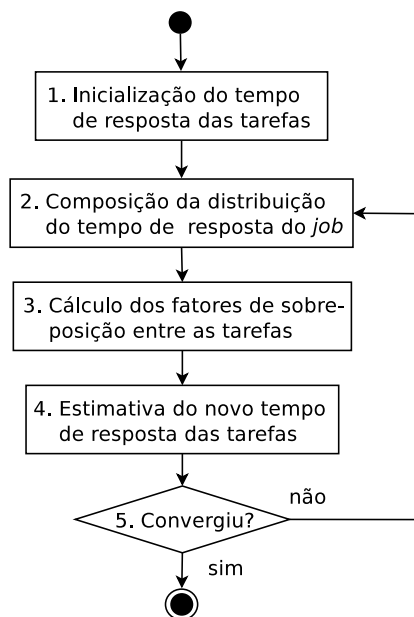 1. Inicialização do tempo
de resposta das tarefas
2. Composição da distribuição
do tempo de resposta do job
3. Cálculo dos fatores de sobre-
posição entre as tarefas
4. Estimativa do novo tempo
de resposta das tarefas
5. Convergiu?
não
sim